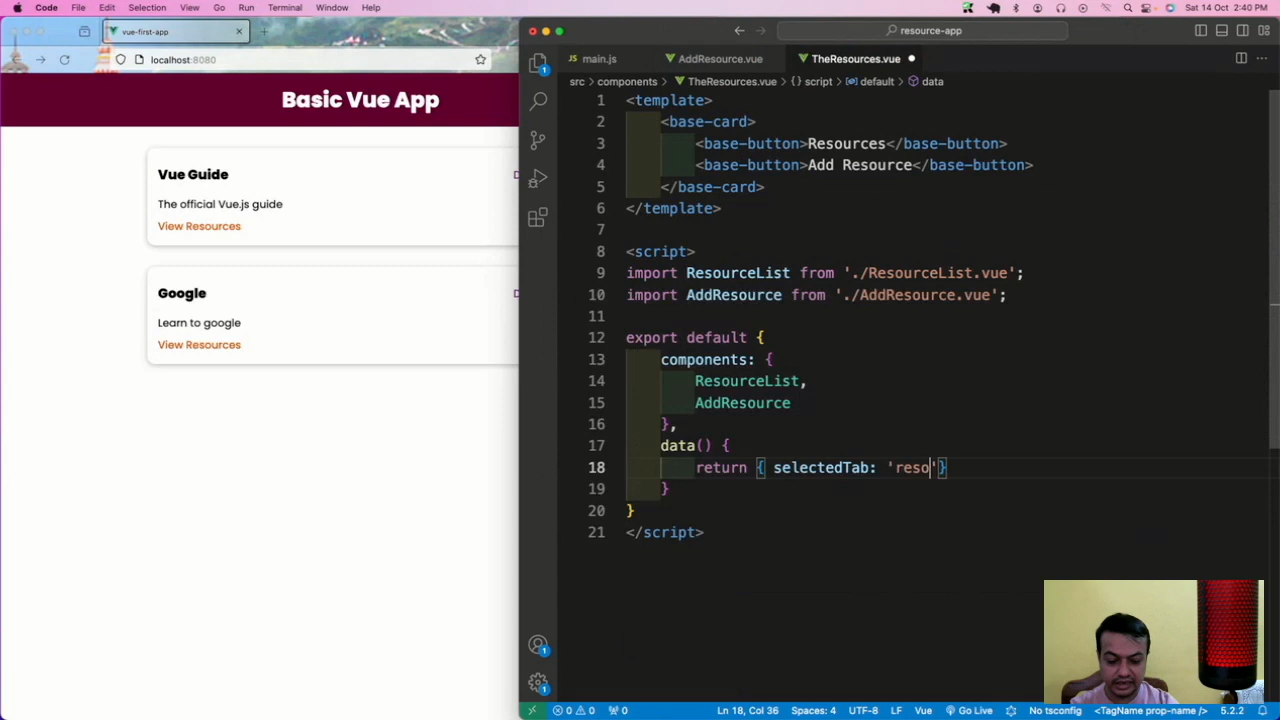 Code File Edit Selection View Go Run Terminal Window Help
Sat 14 Oct 2:40 PM
vue-first-app
localhost:8080
Basic Vue App
Vue Guide
The official Vue.js guide
View Resources
Google
Learn to google
View Resources
resource-app
main.js AddResource.vue TheResources.vue
src components TheResources.vue {} script default data
1 <template>
2 <base-card>
3 <base-button>Resources</base-button>
4 <base-button>Add Resource</base-button>
5 </base-card>
6 </template>
7
8 <script>
9 import ResourceList from './ResourceList.vue';
10 import AddResource from './AddResource.vue';
11
12 export default {
13 components: {
14 ResourceList,
15 AddResource
16 },
17 data() {
18 return { selectedTab: 'reso'}
19 }
20 }
21 </script>
1
1
1
0 0 0 Ln 18, Col 36 Spaces: 4 UTF-8 LF Vue Go Live No tsconfig <TagName prop-name /> 5.2.2